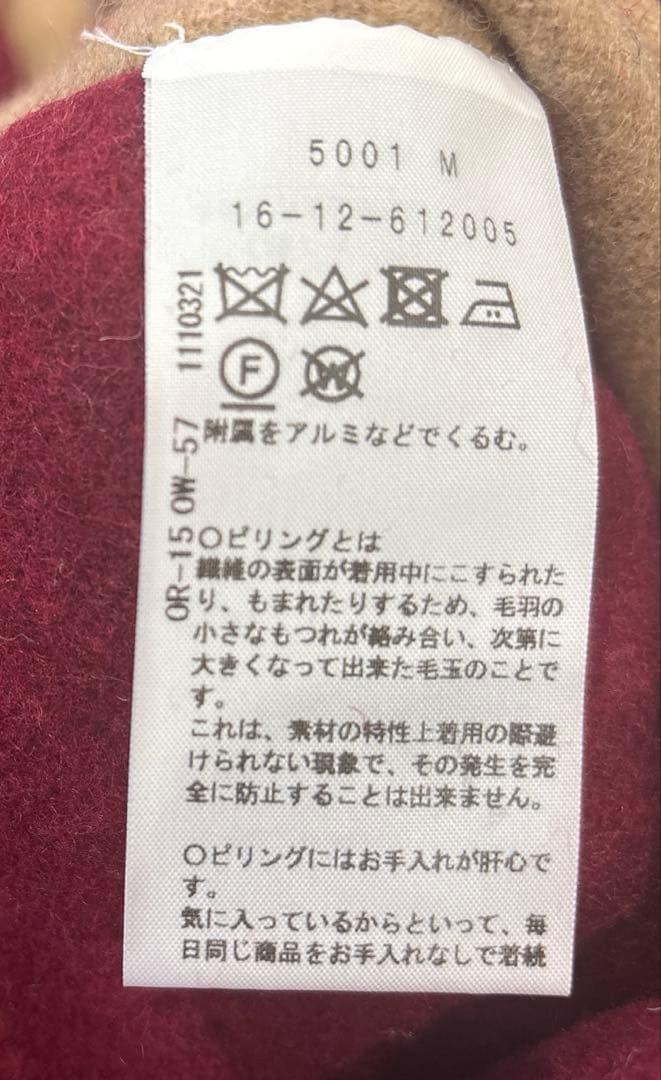 5001 M
16-12-612005
F
W
附属をアルミなどでくるむ。
OR-15 OW-57 1110321
〇ピリングとは
繊維の表面が着用中にこすられた
り、もまれたりするため、毛羽の
小さなもつれが絡み合い、次第に
大きくなって出来た毛玉のことで
す。
これは、素材の特性上着用の際避
けられない現象で、その発生を完
全に防止することは出来ません。
〇ピリングにはお手入れが肝心で
す。
気に入っているからといって、毎
日同じ商品をお手入れなしで着続